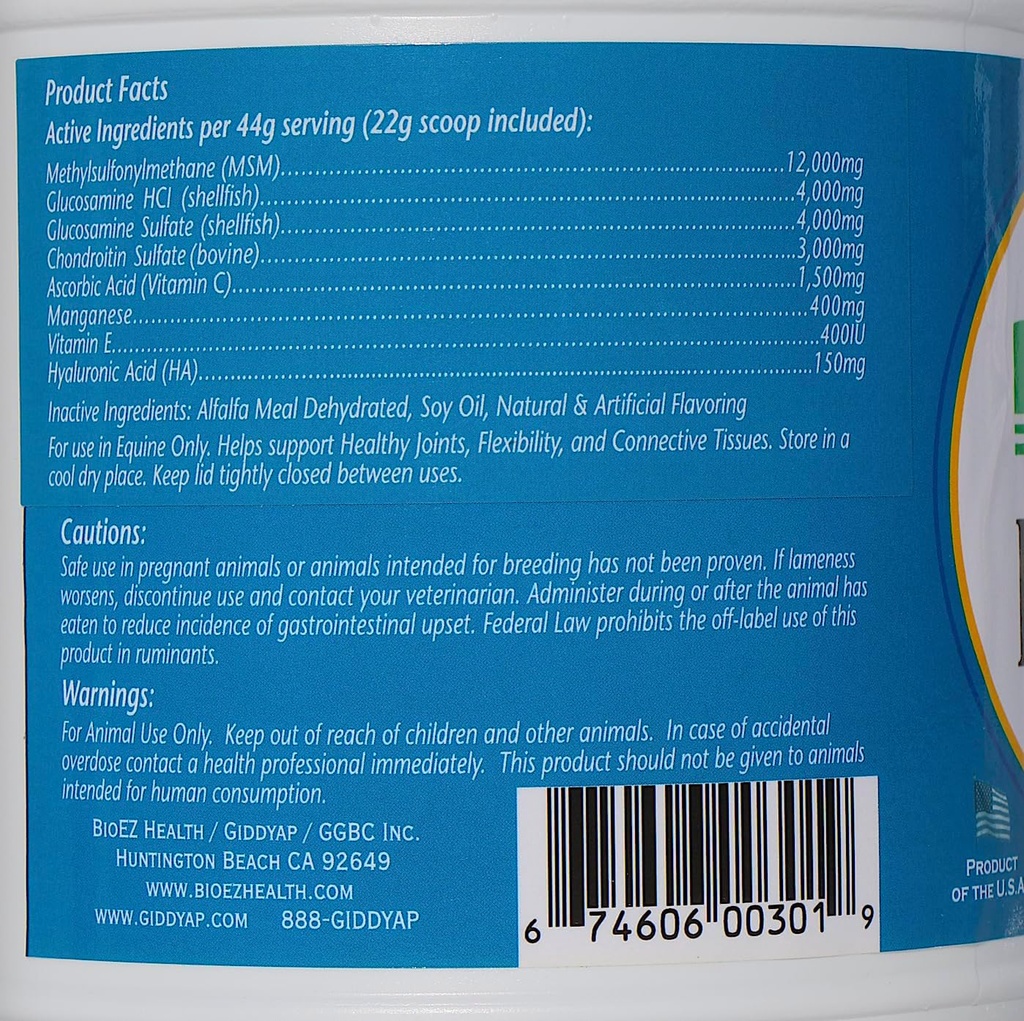 Product Facts
Active Ingredients per 44g serving (22g scoop included):
Methylsulfonylmethane (MSM)..........12,000mg
Glucosamine HCl (shellfish)..........4,000mg
Glucosamine Sulfate (shellfish)..........4,000mg
Chondroitin Sulfate (bovine)..........3,000mg
Ascorbic Acid (Vitamin C)..........1,500mg
Manganese..........400mg
Vitamin E..........400IU
Hyaluronic Acid (HA)..........150mg
Inactive Ingredients: Alfalfa Meal Dehydrated, Soy Oil, Natural & Artificial Flavoring
For use in Equine Only. Helps support Healthy Joints, Flexibility, and Connective Tissues. Store in a
cool dry place. Keep lid tightly closed between uses.
Cautions:
Safe use in pregnant animals or animals intended for breeding has not been proven. If lameness
worsens, discontinue use and contact your veterinarian. Administer during or after the animal has
eaten to reduce incidence of gastrointestinal upset. Federal Law prohibits the off-label use of this
product in ruminants.
Warnings:
For Animal Use Only. Keep out of reach of children and other animals. In case of accidental
overdose contact a health professional immediately. This product should not be given to animals
intended for human consumption.
BioEZ Health / Giddyap / GGBC Inc.
Huntington Beach CA 92649
www.bioezhealth.com
www.giddyap.com 888-GIDDYAP
6 74606 00301 9
Product
of the U.S.A